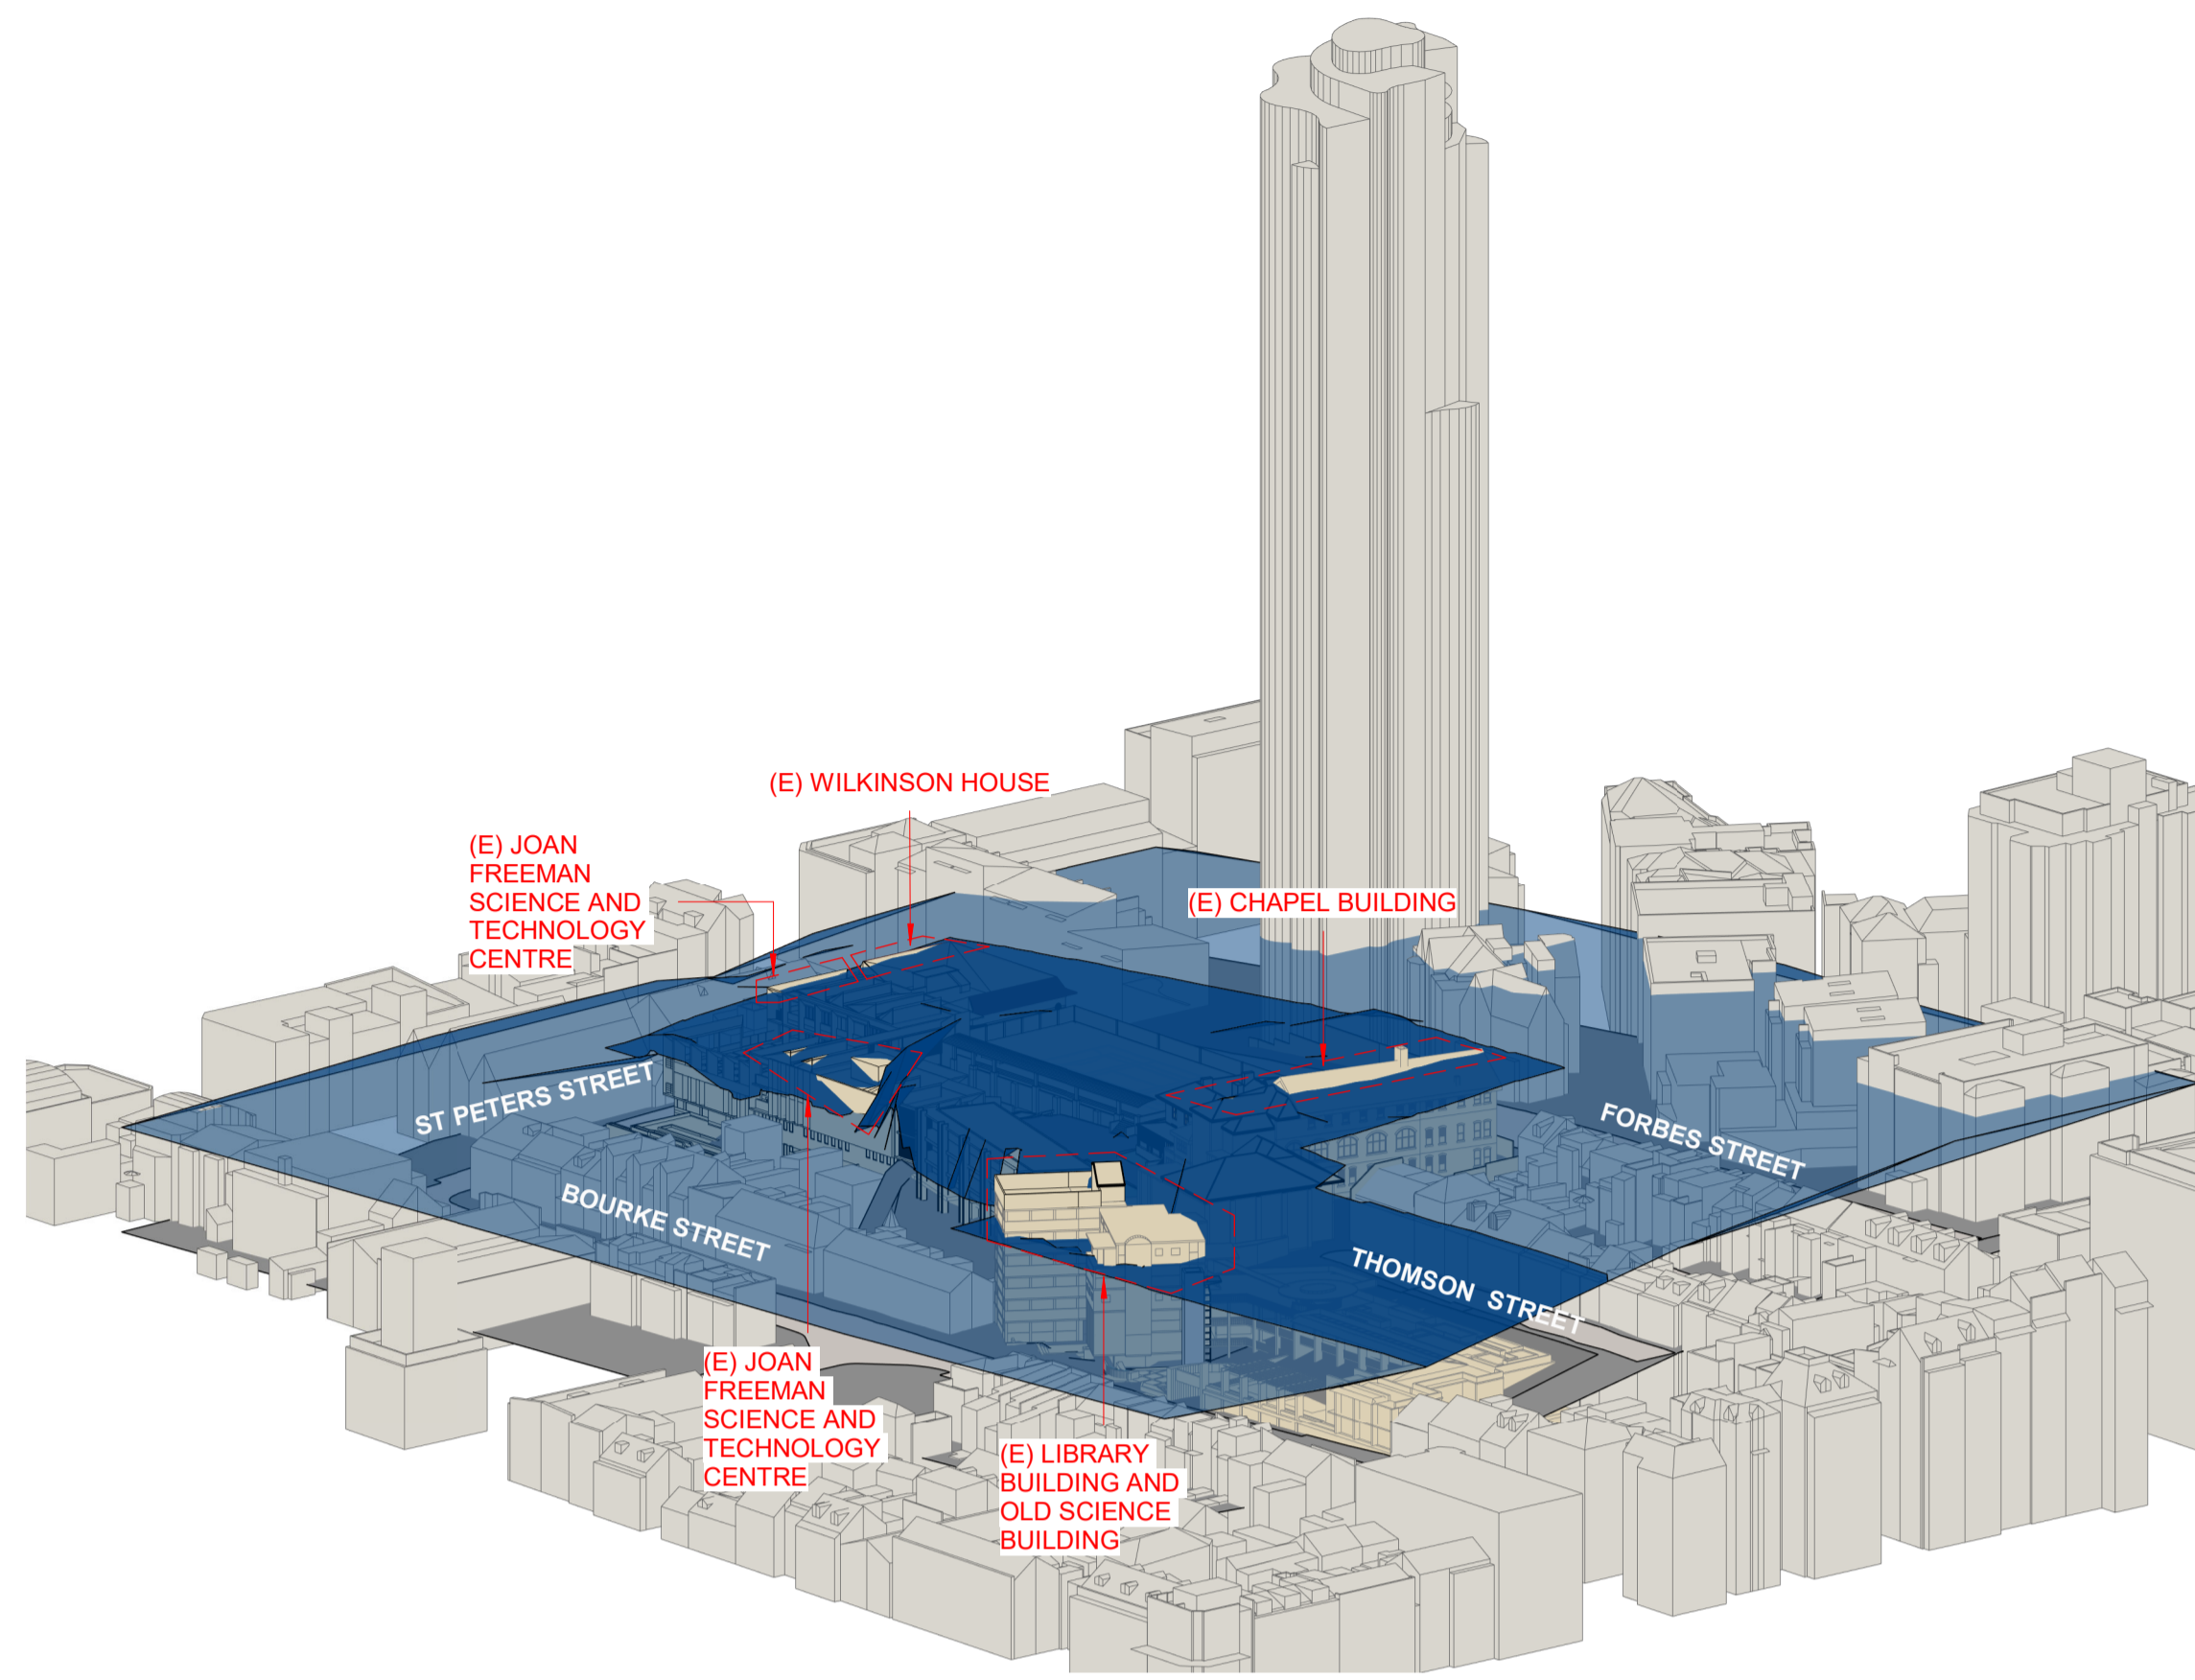 (E) WILKINSON HOUSE
(E) JOAN
FREEMAN
SCIENCE AND
TECHNOLOGY
CENTRE
(E) CHAPEL BUILDING
ST PETERS STREET
FORBES STREET
BOURKE STREET
THOMSON STREET
(E) JOAN
FREEMAN
SCIENCE AND
TECHNOLOGY
CENTRE
(E) LIBRARY
BUILDING AND
OLD SCIENCE
BUILDING